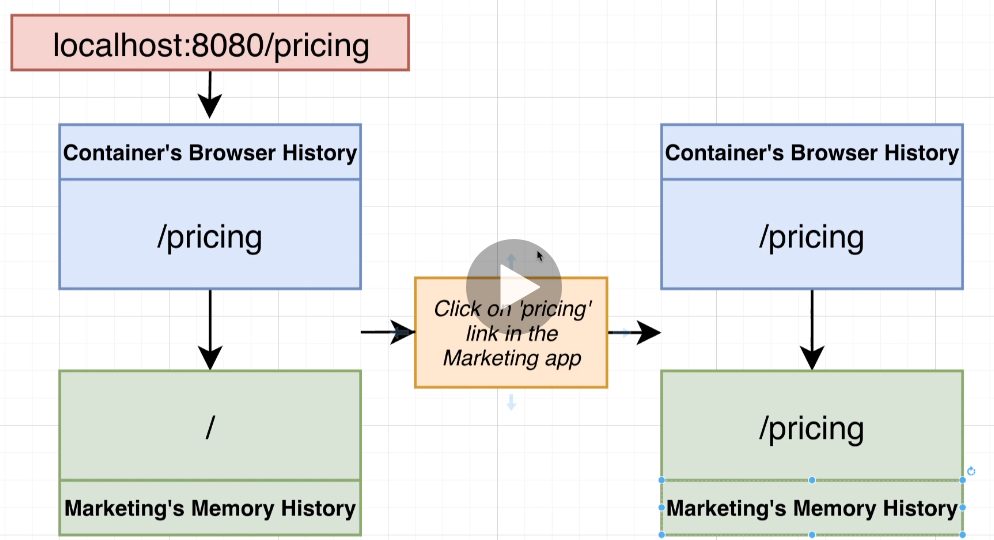 localhost:8080/pricing
Container's Browser History
/pricing
/
Marketing's Memory History
Click on 'pricing'
link in the
Marketing app
Container's Browser History
/pricing
/pricing
Marketing's Memory History